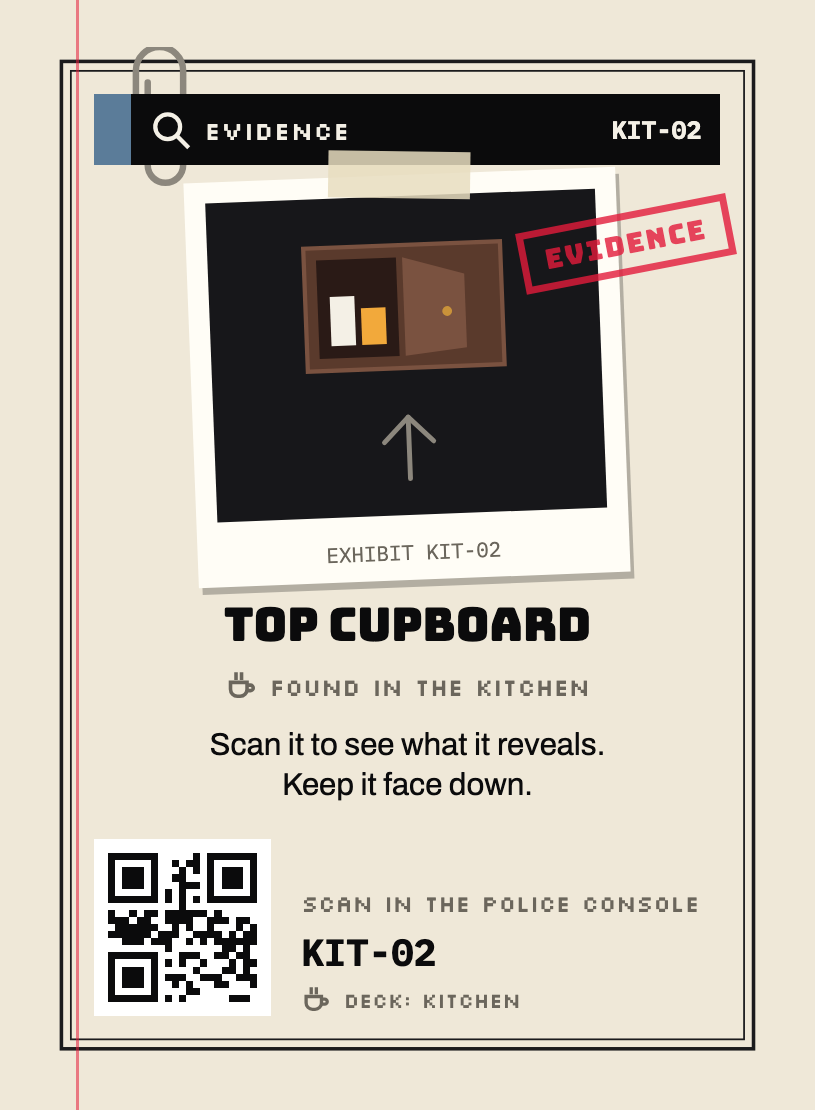 EVIDENCE
KIT-02
EVIDENCE
EXHIBIT KIT-02
TOP CUPBOARD
FOUND IN THE KITCHEN
Scan it to see what it reveals.
Keep it face down.
SCAN IN THE POLICE CONSOLE
KIT-02
DECK: KITCHEN